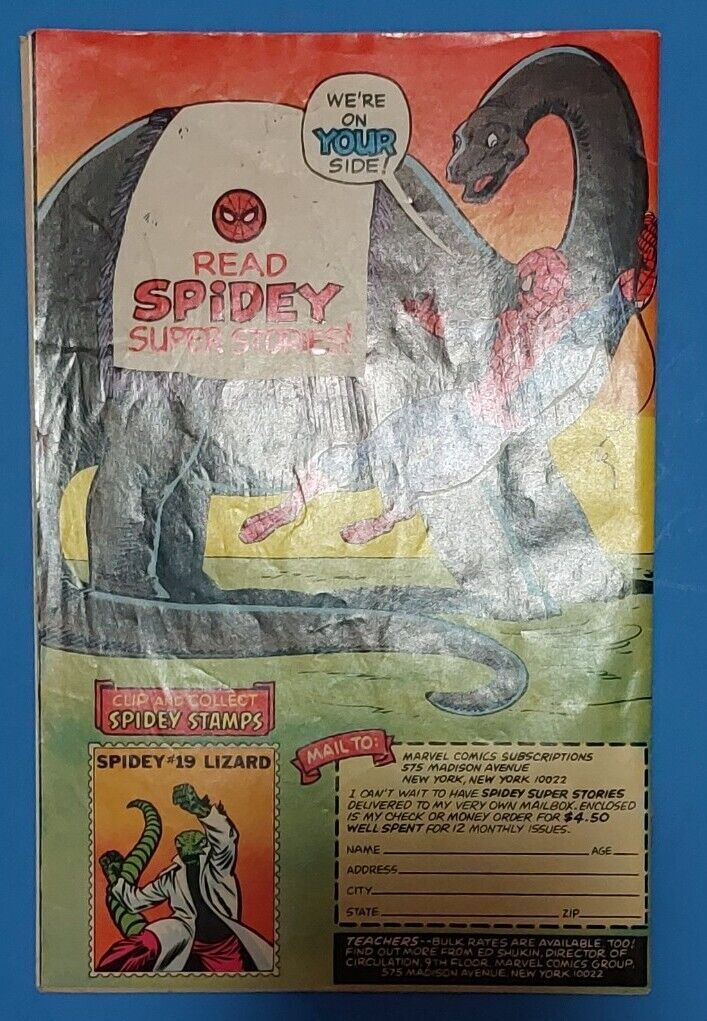 WE'RE
ON
YOUR
SIDE!
READ
SPIDEY
SUPER STORIES!
CLIP AND COLLECT
SPIDEY STAMPS
SPIDEY #19 LIZARD
MAIL TO:
MARVEL COMICS SUBSCRIPTIONS
575 MADISON AVENUE
NEW YORK, NEW YORK 10022
I CAN'T WAIT TO HAVE SPIDEY SUPER STORIES
DELIVERED TO MY VERY OWN MAILBOX. ENCLOSED
IS MY CHECK OR MONEY ORDER FOR $4.50
WELL SPENT FOR 12 MONTHLY ISSUES.
NAME AGE
ADDRESS
CITY
STATE ZIP
TEACHERS--BULK RATES ARE AVAILABLE, TOO!
FIND OUT MORE FROM ED SHUKIN, DIRECTOR OF
CIRCULATION, 9TH FLOOR, MARVEL COMICS GROUP,
575 MADISON AVENUE, NEW YORK 10022